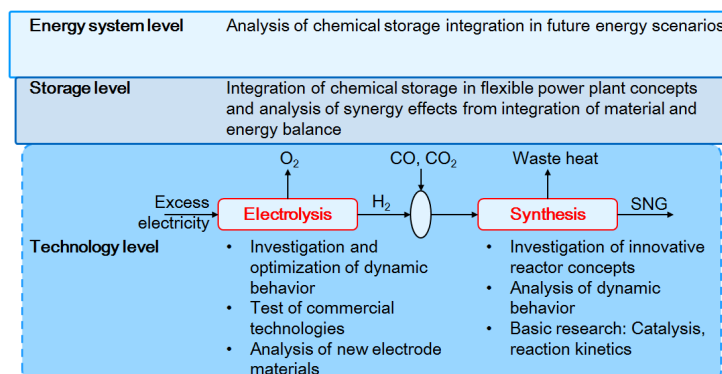 Energy system level Analysis of chemical storage integration in future energy scenarios
Storage level Integration of chemical storage in flexible power plant concepts
and analysis of synergy effects from integration of material and
energy balance
O₂ CO, CO₂ Waste heat
Excess
electricity
Electrolysis
H₂
Synthesis
SNG
Technology level
• Investigation and
optimization of dynamic
behavior
• Test of commercial
technologies
• Analysis of new electrode
materials
• Investigation of innovative
reactor concepts
• Analysis of dynamic
behavior
• Basic research: Catalysis,
reaction kinetics